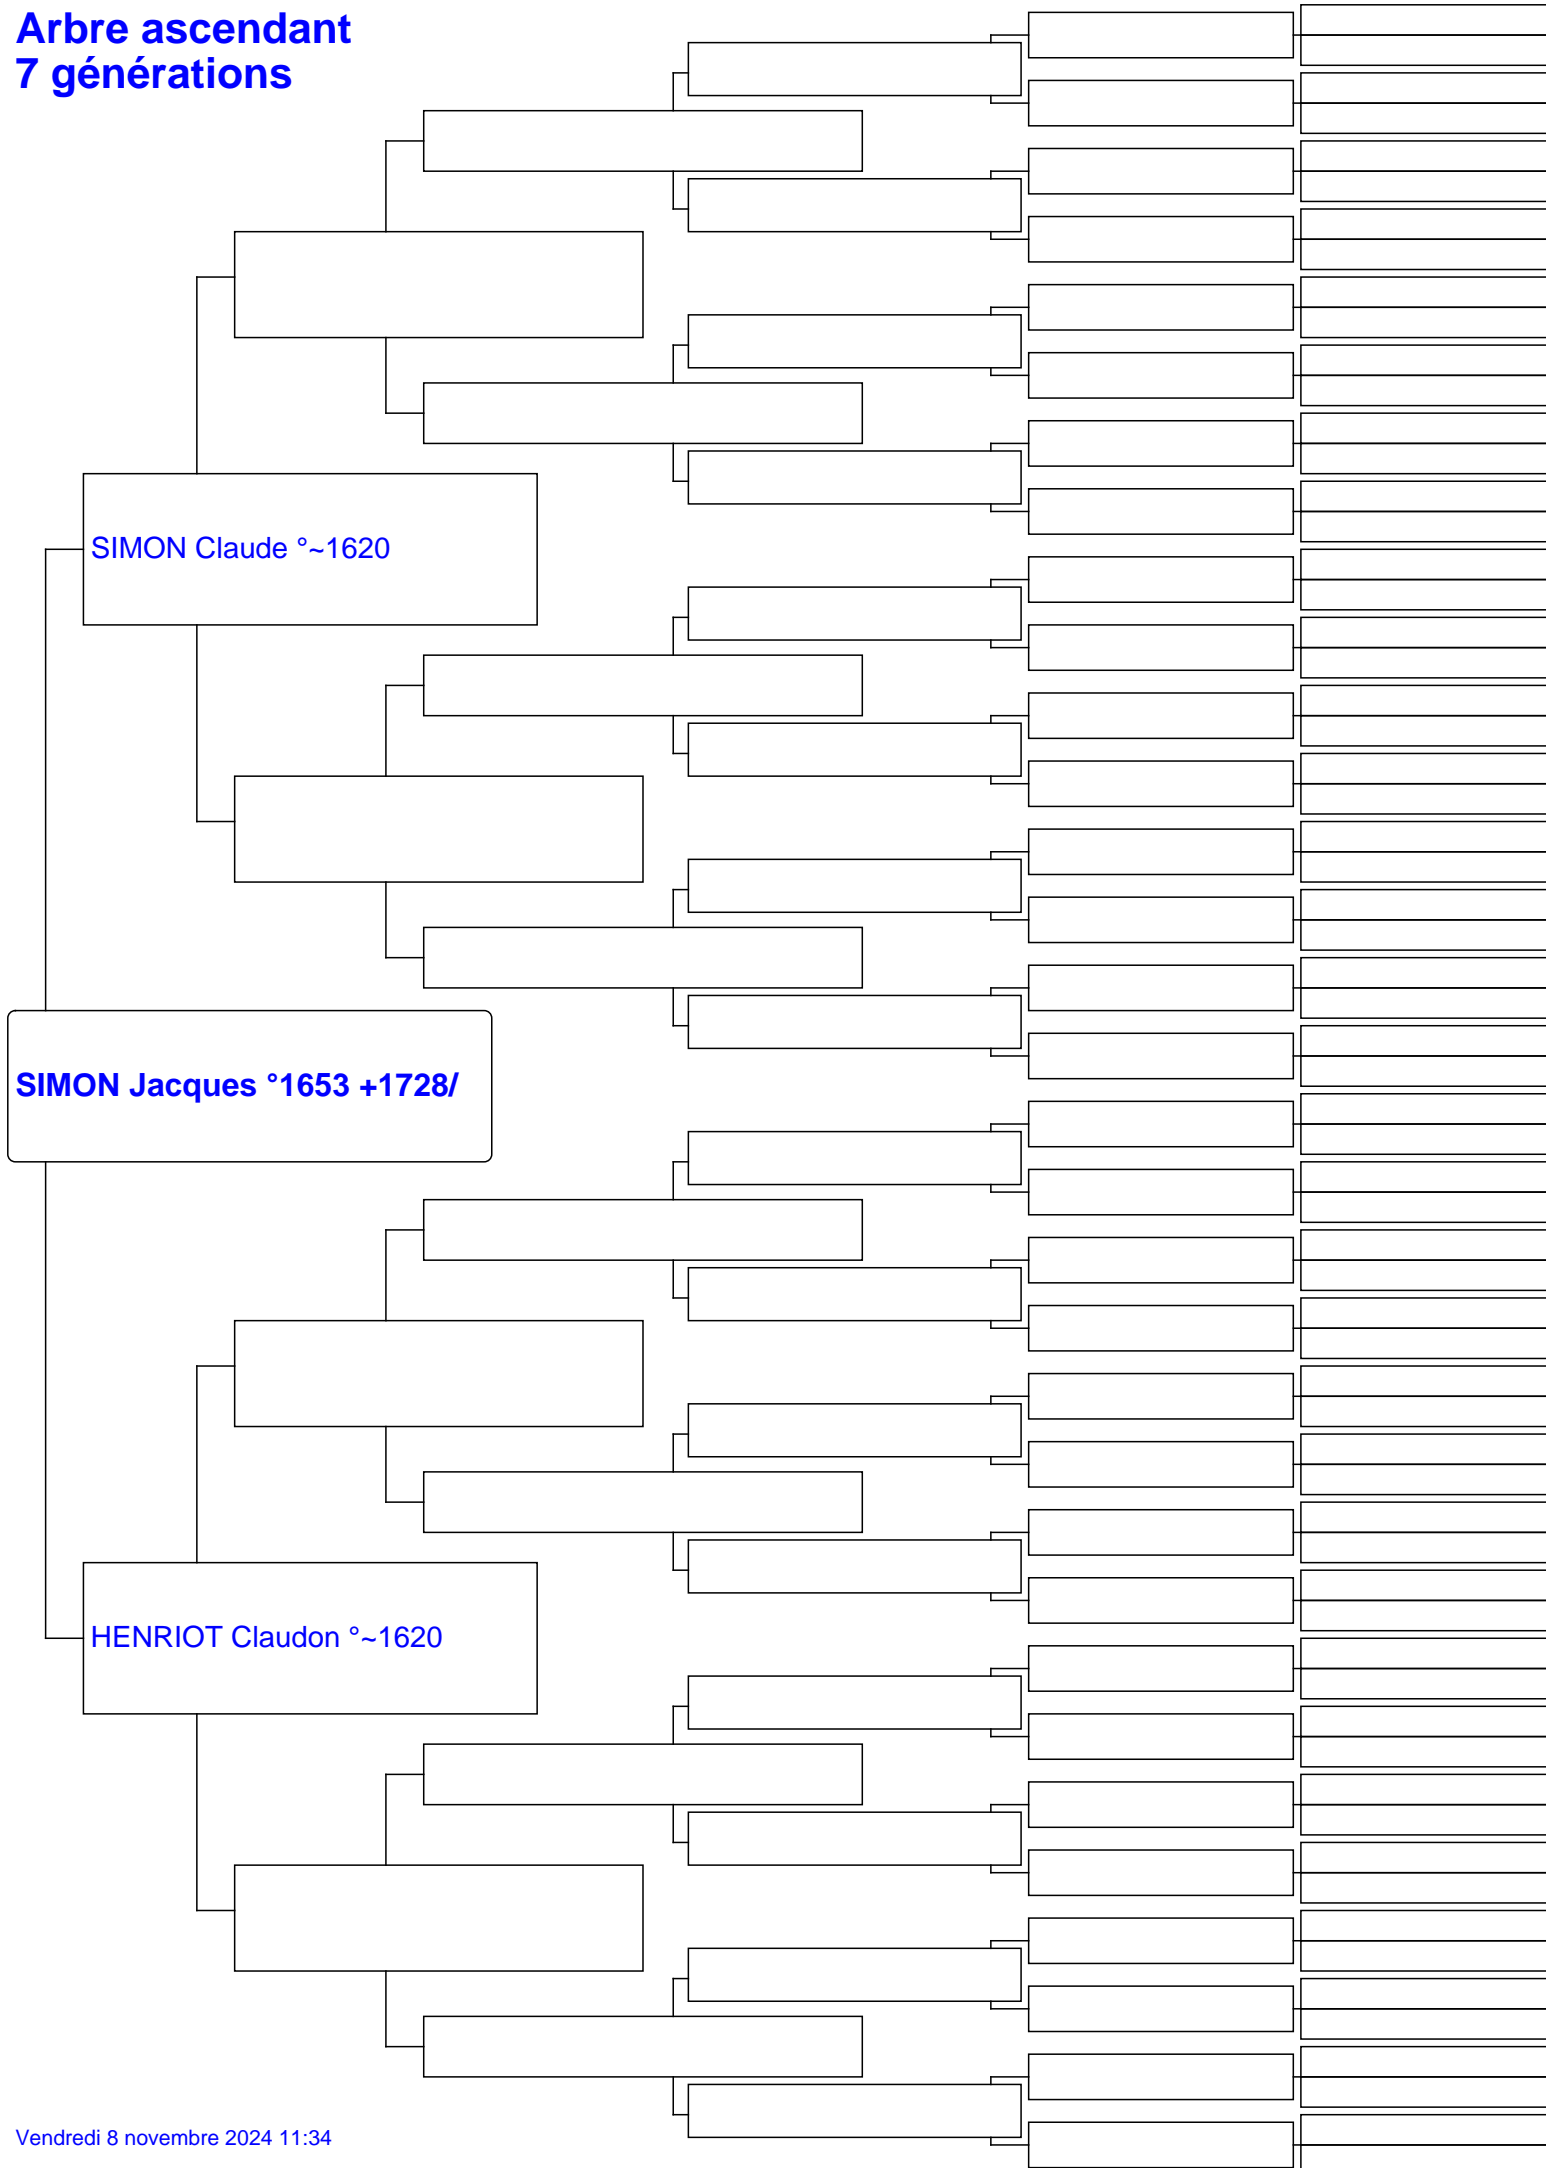 Arbre ascendant
7 générations
SIMON Claude °~1620
SIMON Jacques °1653 +1728/
HENRIOT Claudon °~1620
Vendredi 8 novembre 2024 11:34